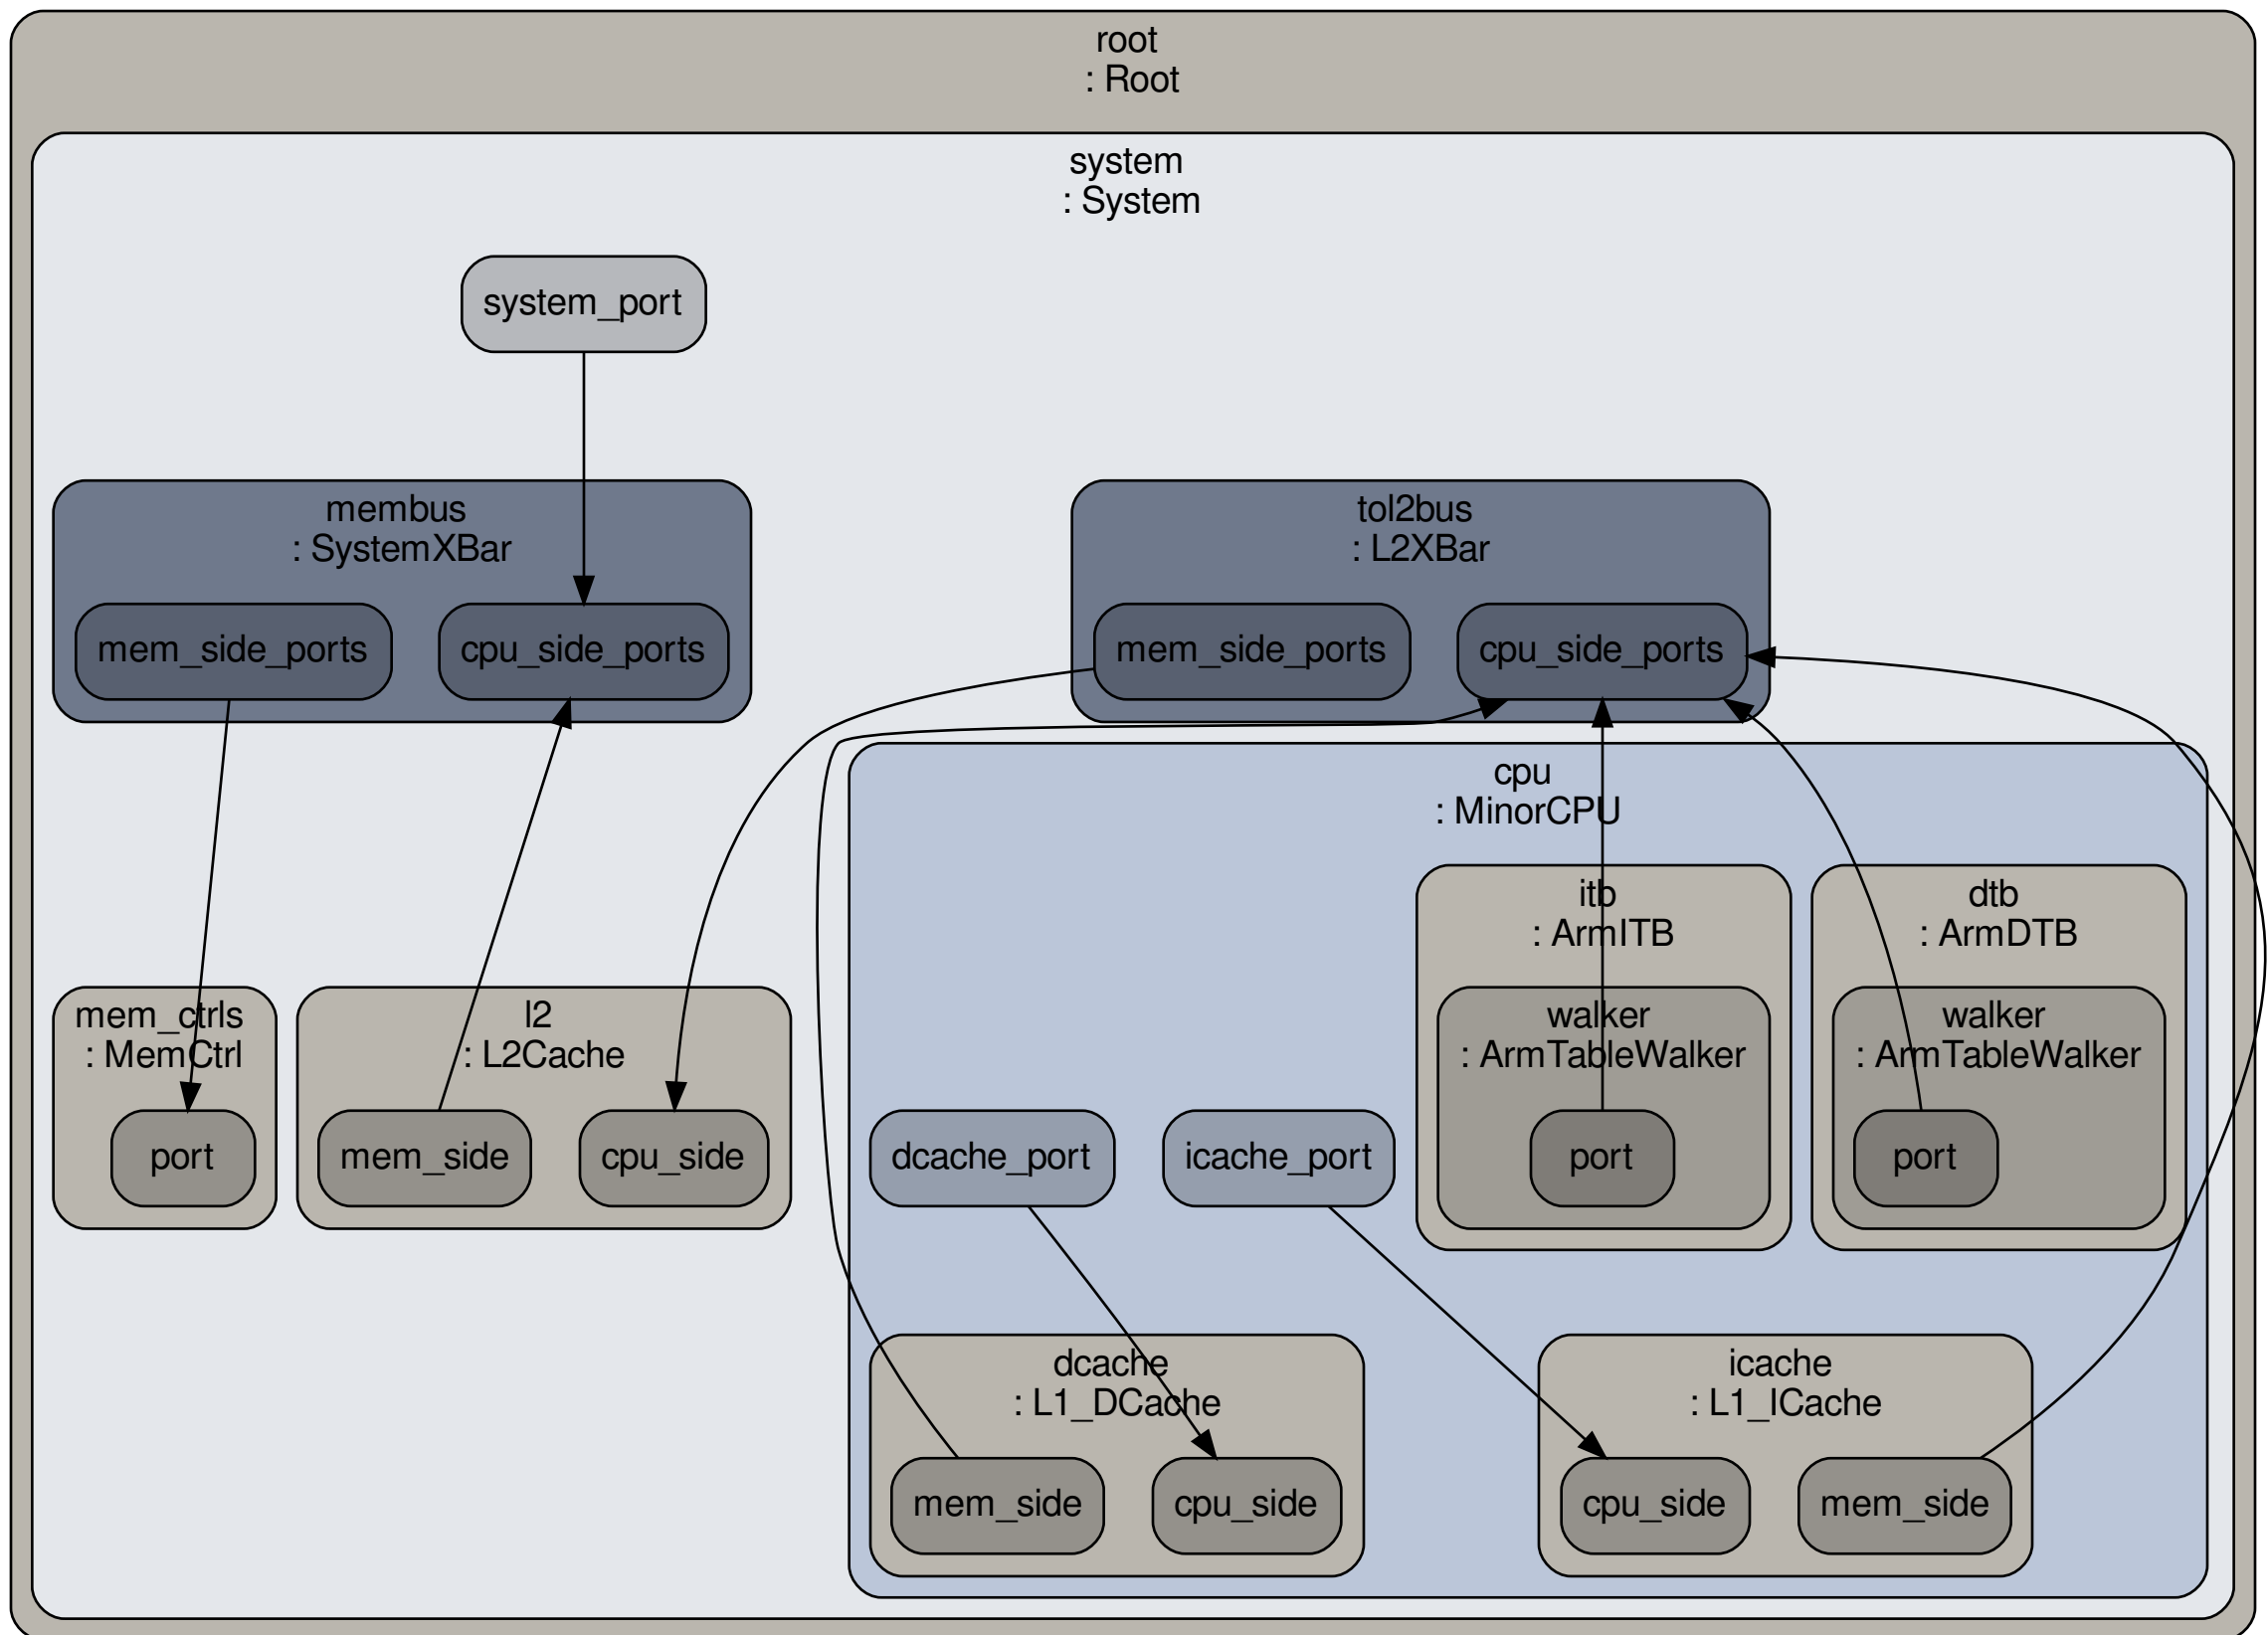 root
: Root
system
: System
system_port
membus
: SystemXBar
mem_side_ports
cpu_side_ports
tol2bus
: L2XBar
mem_side_ports
cpu_side_ports
cpu
: MinorCPU
itb
: ArmITB
dtb
: ArmDTB
mem_ctrls
: MemCtrl
port
l2
: L2Cache
mem_side
cpu_side
dcache_port
icache_port
walker
: ArmTableWalker
port
walker
: ArmTableWalker
port
dcache
: L1_DCache
mem_side
cpu_side
icache
: L1_ICache
cpu_side
mem_side